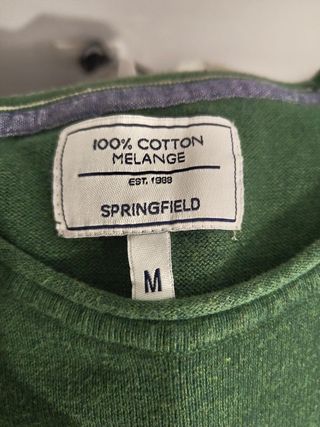 100% COTTON
MELANGE
EST. 1988
SPRINGFIELD
M